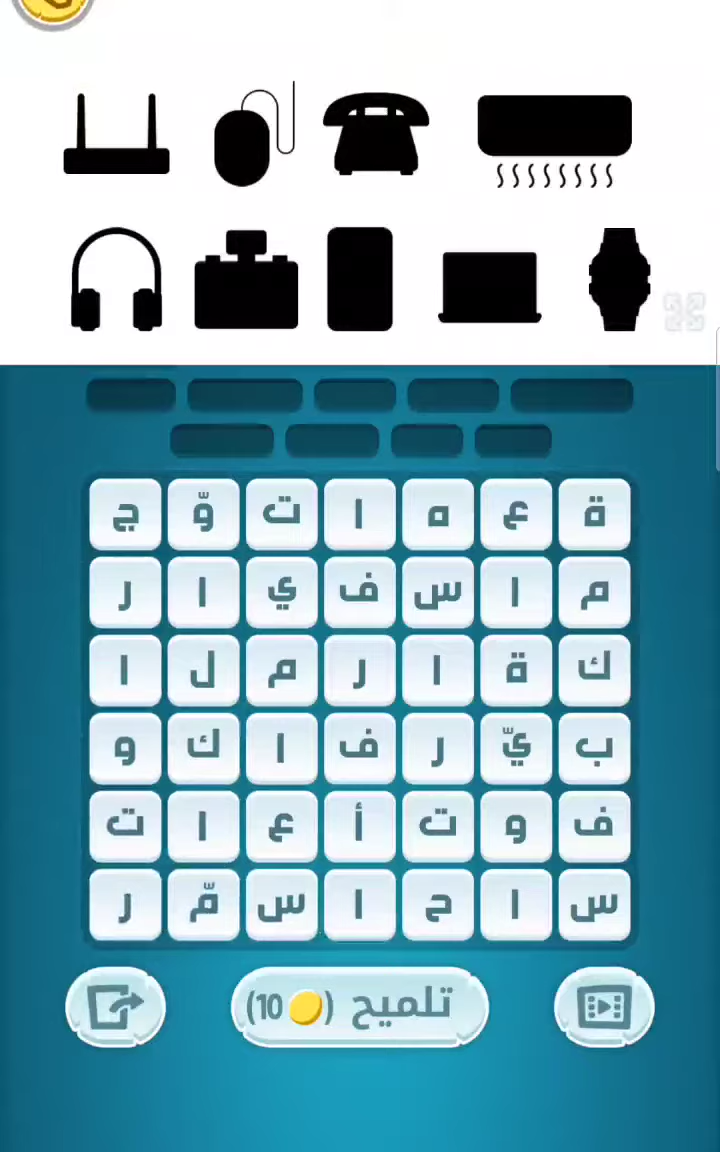 ة ع ه ا ت وّ ج
م ا س ف ي ا ر
ك ة ا ر م ل ا
ب يّ ر ف ا ك و
ف و ت أ ع ا ت
س ا ح ا س مّ ر
تلميح (10)